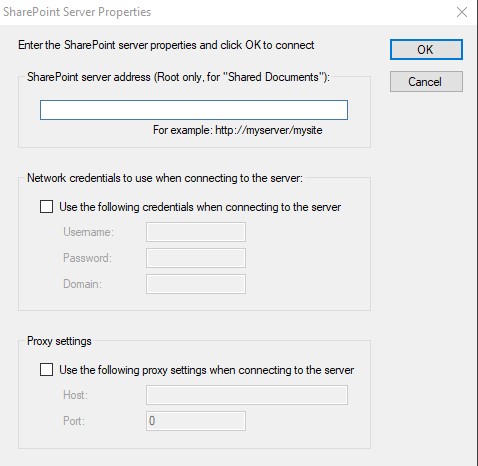 SharePoint Server Properties
Enter the SharePoint server properties and click OK to connect
OK
SharePoint server address (Root only, for "Shared Documents"):
Cancel
For example: http://myserver/mysite
Network credentials to use when connecting to the server:
Use the following credentials when connecting to the server
Username:
Password:
Domain:
Proxy settings
Use the following proxy settings when connecting to the server
Host:
Port: 0